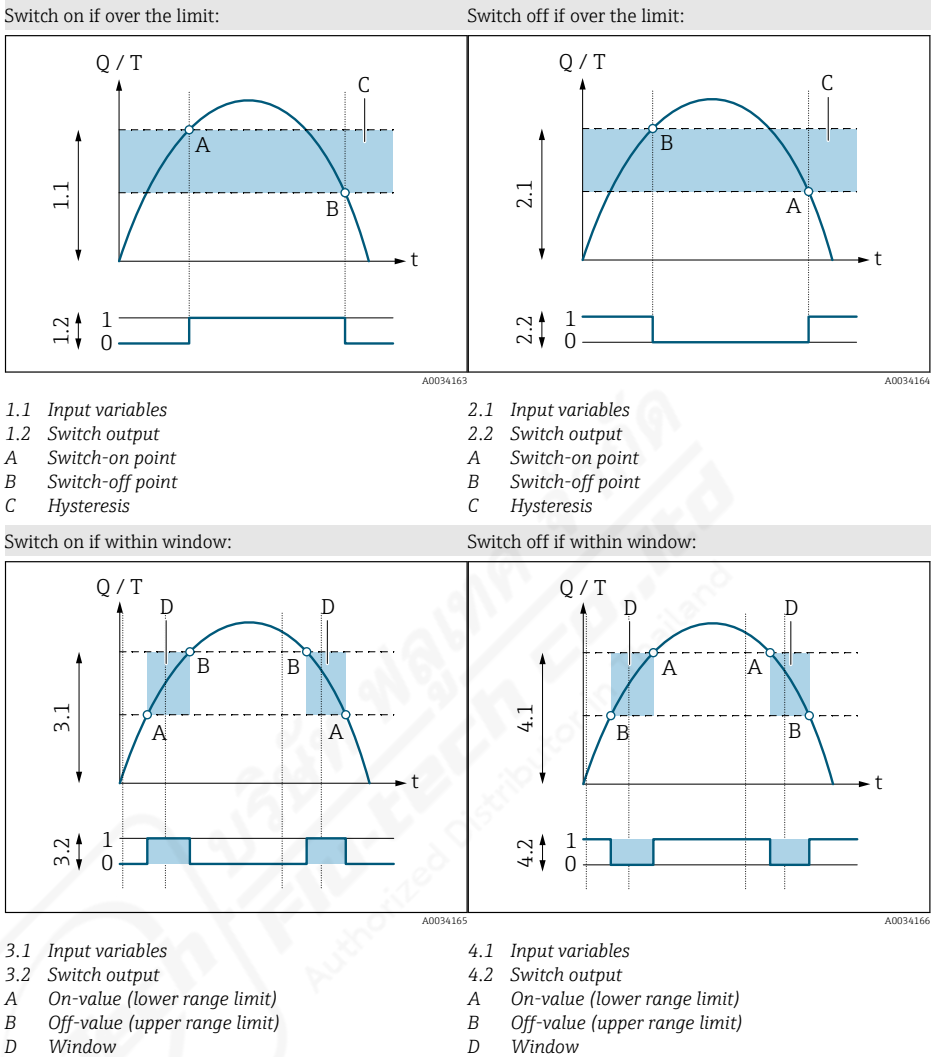 Switch on if over the limit:
Q / T
C
A
B
1.1
t
1.2
1
0
A0034163
1.1 Input variables
1.2 Switch output
A Switch-on point
B Switch-off point
C Hysteresis
Switch off if over the limit:
Q / T
C
B
A
2.1
t
2.2
1
0
A0034164
2.1 Input variables
2.2 Switch output
A Switch-on point
B Switch-off point
C Hysteresis
Switch on if within window:
Q / T
D D
B B
A A
3.1
t
3.2
1
0
A0034165
3.1 Input variables
3.2 Switch output
A On-value (lower range limit)
B Off-value (upper range limit)
D Window
Switch off if within window:
Q / T
D D
A A
B B
4.1
t
4.2
1
0
A0034166
4.1 Input variables
4.2 Switch output
A On-value (lower range limit)
B Off-value (upper range limit)
D Window
Authorized Distributor in Thailand